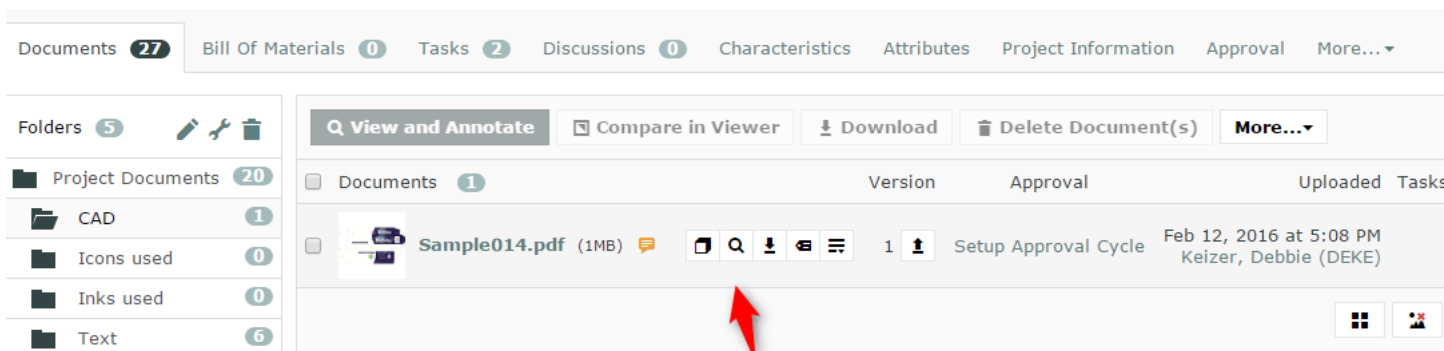 Documents 27 Bill Of Materials 0 Tasks 2 Discussions 0 Characteristics Attributes Project Information Approval More...
Folders 5
View and Annotate Compare in Viewer Download Delete Document(s) More...
Project Documents 20
Documents 1 Version Approval Uploaded Tasks
CAD 1
Sample014.pdf (1MB) 1 Setup Approval Cycle Feb 12, 2016 at 5:08 PM
Keizer, Debbie (DEKE)
Icons used 0
Inks used 0
Text 6